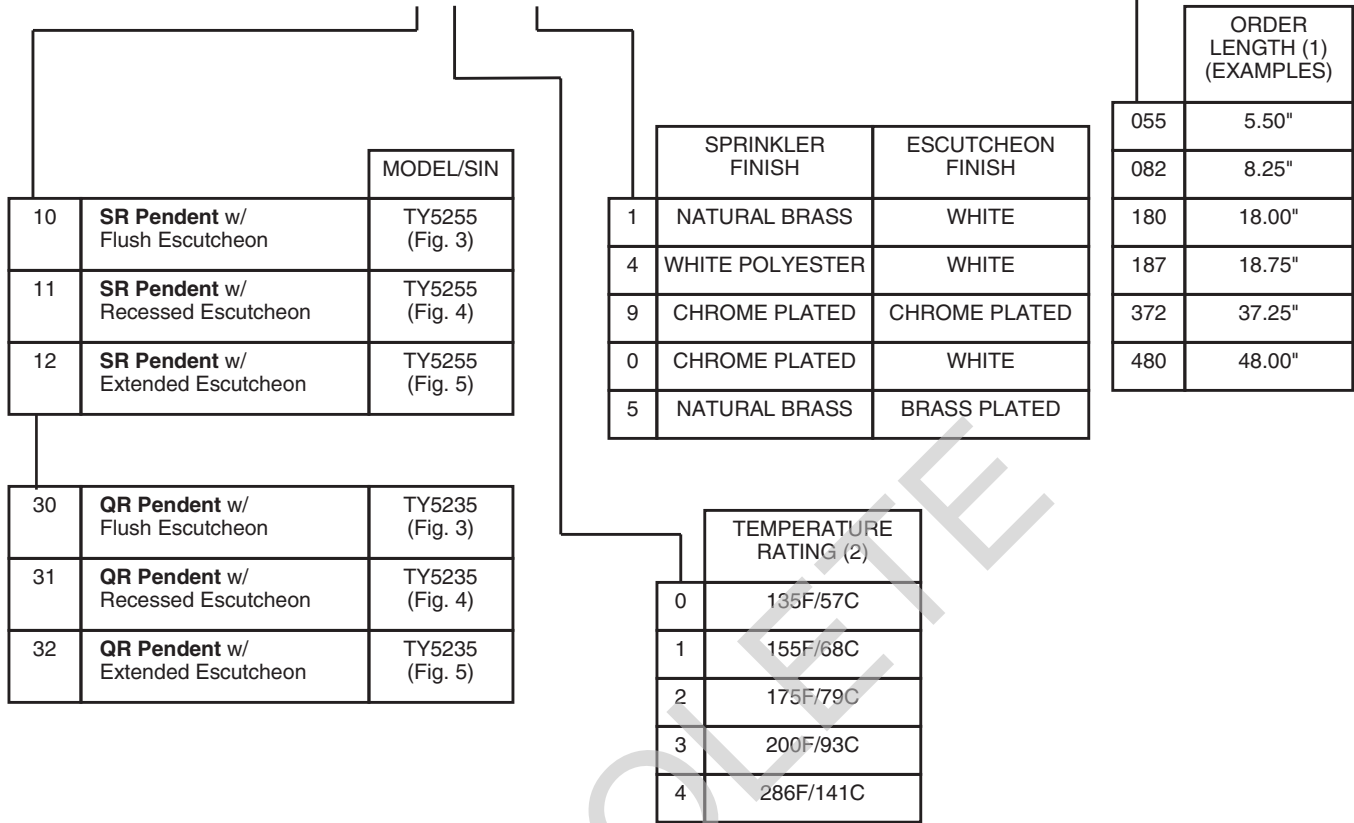 MODEL/SIN
10 SR Pendent w/ Flush Escutcheon TY5255 (Fig. 3)
11 SR Pendent w/ Recessed Escutcheon TY5255 (Fig. 4)
12 SR Pendent w/ Extended Escutcheon TY5255 (Fig. 5)
30 QR Pendent w/ Flush Escutcheon TY5235 (Fig. 3)
31 QR Pendent w/ Recessed Escutcheon TY5235 (Fig. 4)
32 QR Pendent w/ Extended Escutcheon TY5235 (Fig. 5)
SPRINKLER FINISH ESCUTCHEON FINISH
1 NATURAL BRASS WHITE
4 WHITE POLYESTER WHITE
9 CHROME PLATED CHROME PLATED
0 CHROME PLATED WHITE
5 NATURAL BRASS BRASS PLATED
TEMPERATURE RATING (2)
0 135F/57C
1 155F/68C
2 175F/79C
3 200F/93C
4 286F/141C
ORDER LENGTH (1) (EXAMPLES)
055 5.50"
082 8.25"
180 18.00"
187 18.75"
372 37.25"
480 48.00"
OLETE